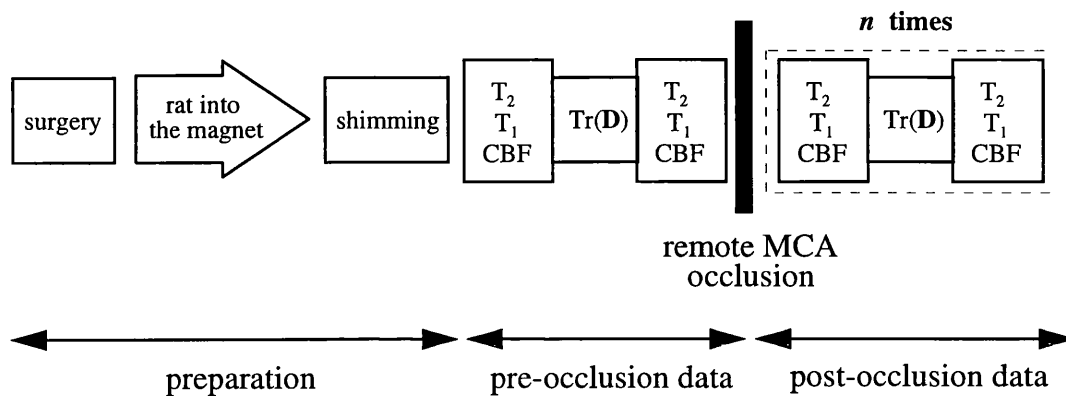 n times
surgery
rat into
the magnet
shimming
T2
T1
CBF
Tr(D)
T2
T1
CBF
T2
T1
CBF
Tr(D)
T2
T1
CBF
remote MCA
occlusion
preparation
pre-occlusion data
post-occlusion data